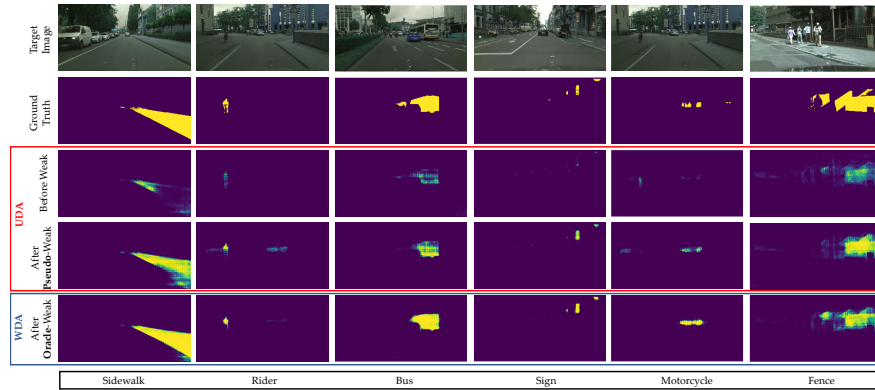 Target
Image
Ground
Truth
UDA
Before Weak
After
Pseudo-Weak
WDA
After
Oracle-Weak
Sidewalk
Rider
Bus
Sign
Motorcycle
Fence